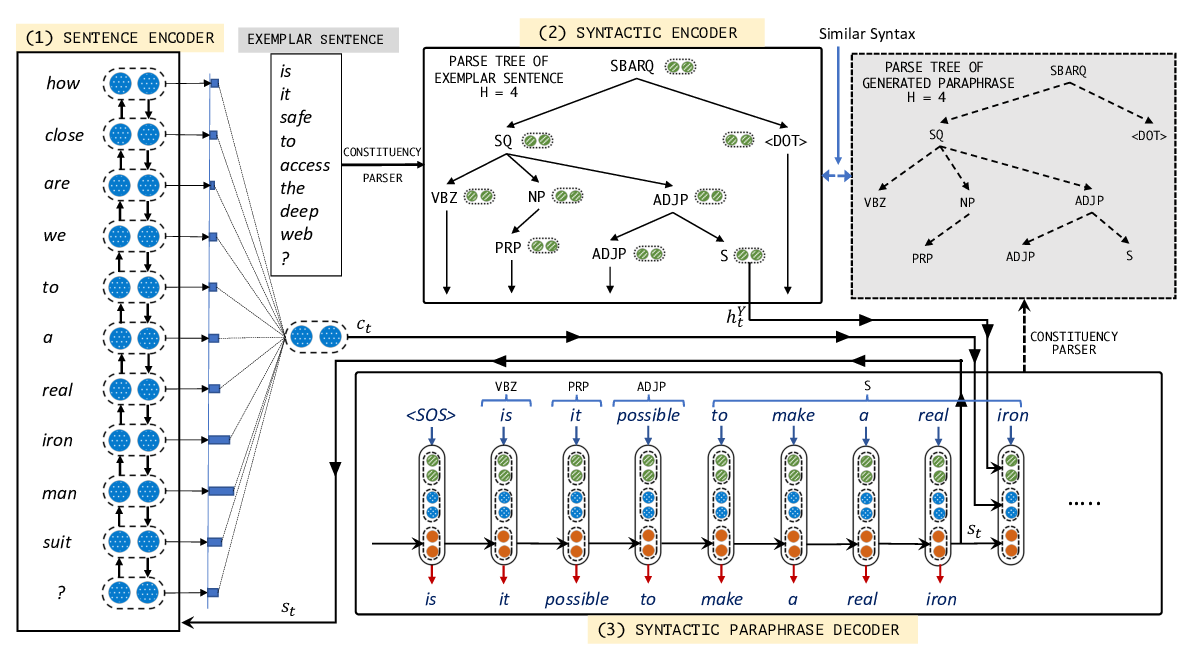 (1) SENTENCE ENCODER
how
close
are
we
to
a
real
iron
man
suit
?
EXEMPLAR SENTENCE
is
it
safe
to
access
the
deep
web
?
CONSTITUENCY
PARSER
(2) SYNTACTIC ENCODER
PARSE TREE OF
EXEMPLAR SENTENCE
H = 4
SBARQ
SQ
<DOT>
VBZ
NP
ADJP
PRP
ADJP
S
Similar Syntax
PARSE TREE OF
GENERATED PARAPHRASE
H = 4
SBARQ
SQ
<DOT>
VBZ
NP
ADJP
PRP
ADJP
S
CONSTITUENCY
PARSER
h_t^Y
c_t
VBZ PRP ADJP S
<SOS> is it possible to make a real iron
.....
s_t
is it possible to make a real iron
s_t
(3) SYNTACTIC PARAPHRASE DECODER